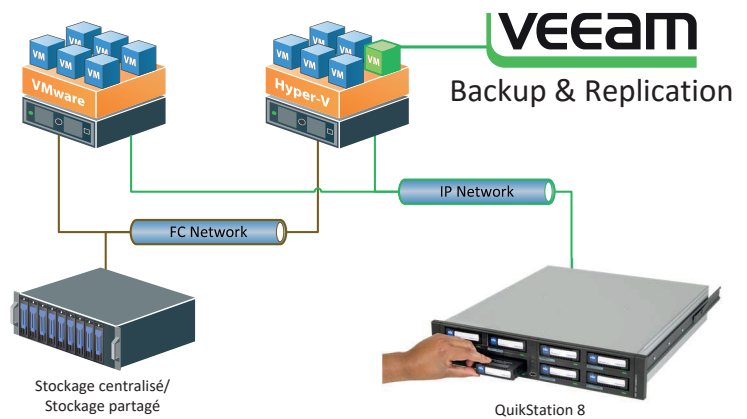 VEEAM
Backup & Replication
VM VM VM VM VM VM
VMware
VM VM VM VM VM VM
Hyper-V
IP Network
FC Network
Stockage centralisé/
Stockage partagé
QuikStation 8